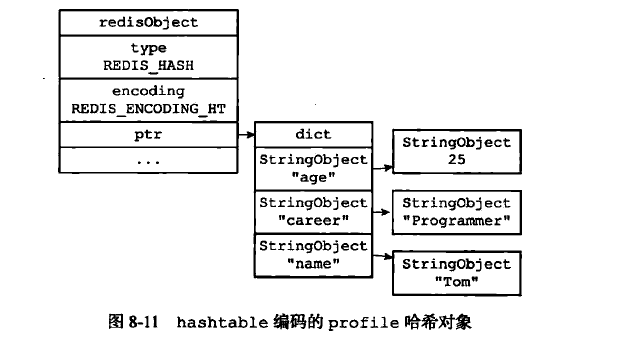 redisObject
type
REDIS_HASH
encoding
REDIS_ENCODING_HT
ptr
...
dict
StringObject
"age"
StringObject
"career"
StringObject
"name"
StringObject
25
StringObject
"Programmer"
StringObject
"Tom"
图 8-11 hashtable 编码的 profile 哈希对象